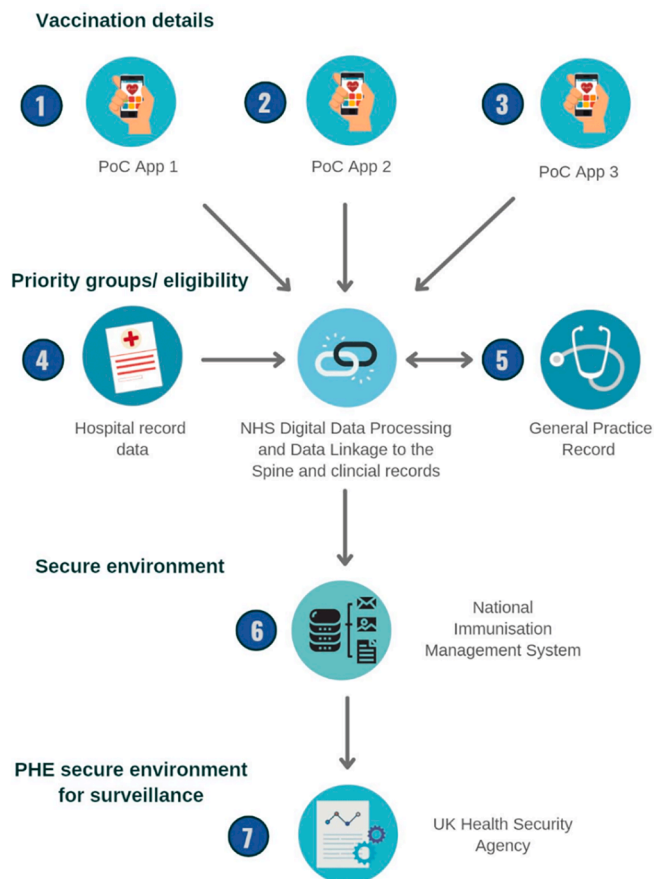 Vaccination details
1
2
3
PoC App 1
PoC App 2
PoC App 3
Priority groups/ eligibility
4
5
Hospital record
data
NHS Digital Data Processing
and Data Linkage to the
Spine and clincial records
General Practice
Record
Secure environment
6
National
Immunisation
Management System
PHE secure environment
for surveillance
7
UK Health Security
Agency